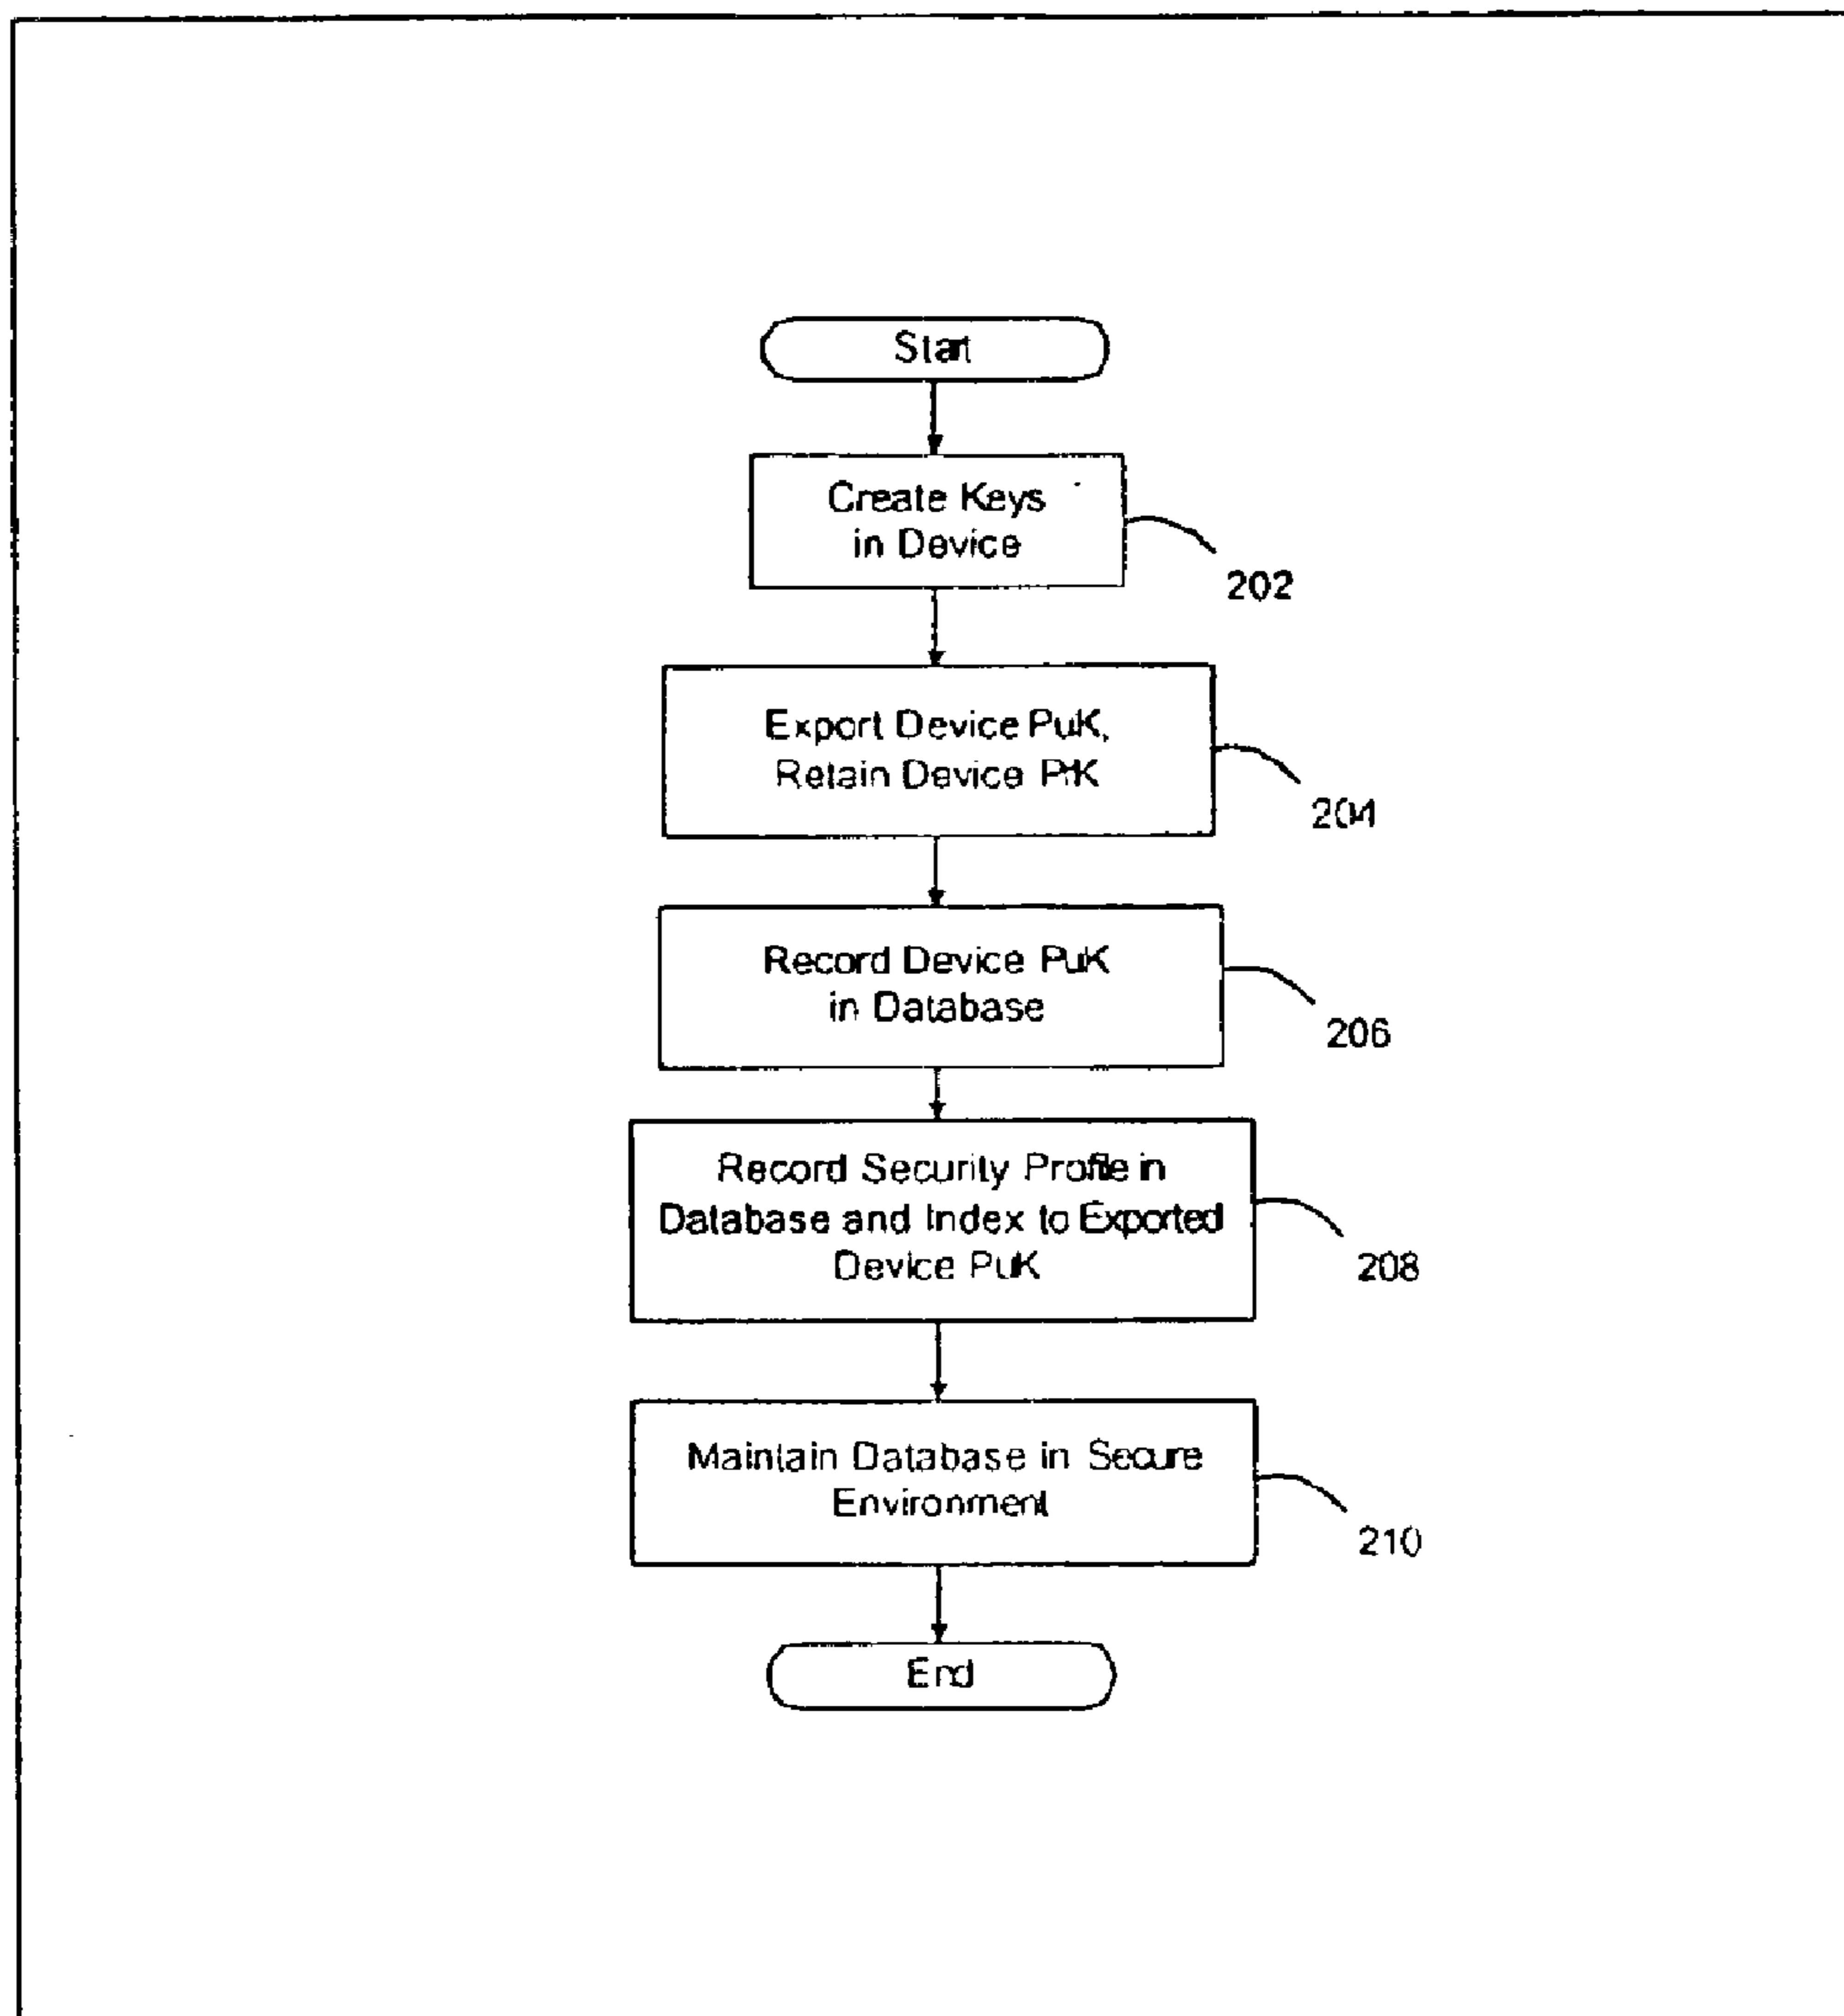 Start
Create Keys
in Device
202
Export Device PuK,
Retain Device PrK
204
Record Device PuK
in Database
206
Record Security Profile in
Database and Index to Exported
Device PuK
208
Maintain Database in Secure
Environment
210
End